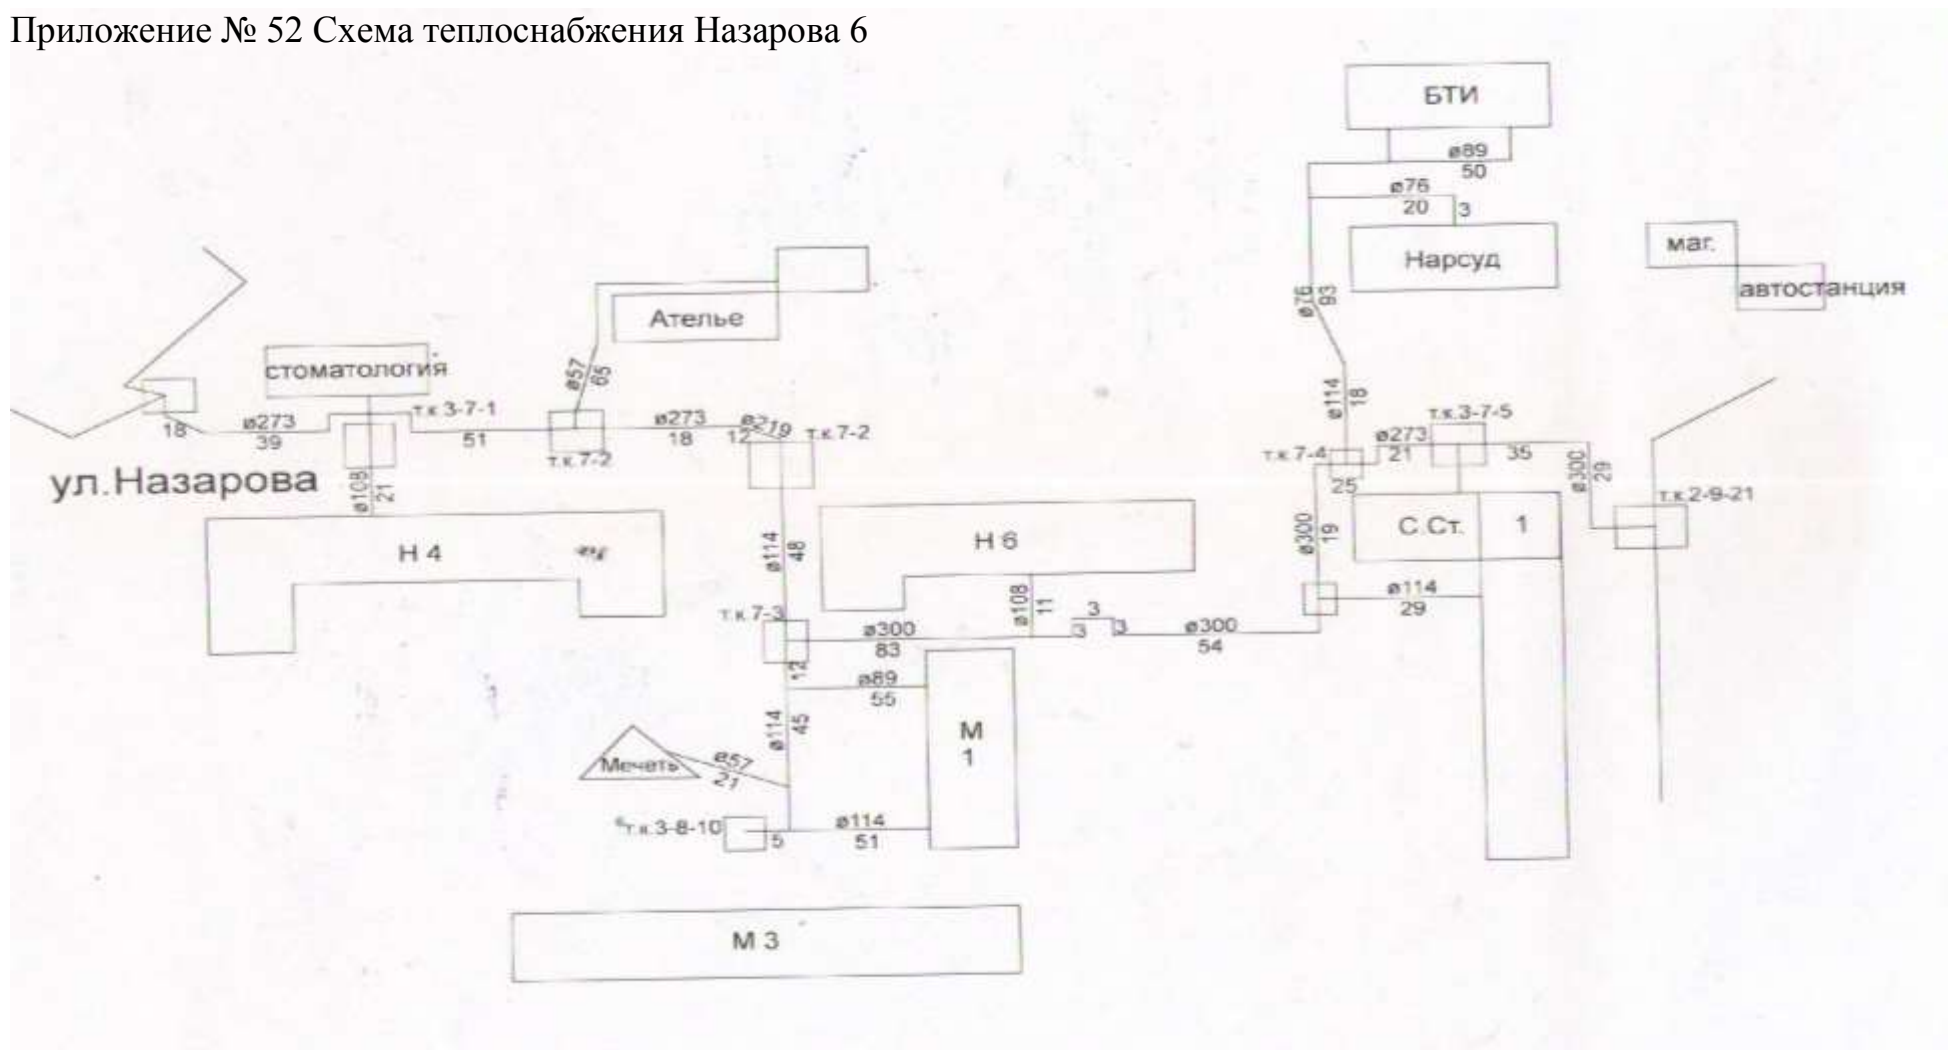 Приложение № 52 Схема теплоснабжения Назарова 6
БТИ
ø89
50
ø76
20
3
Нарсуд
маг.
автостанция
ø76
93
Ателье
стоматология
ø57
65
т.к 3-7-1
18
ø273
39
51
т.к.7-2
ø273
18
12
ø219
т.к.7-2
ø114
18
т.к.3-7-5
т.к 7-4
ø273
21
35
25
ø300
29
т.к.2-9-21
ул.Назарова
ø108
21
Н 4
ø114
48
Н 6
ø300
19
С.Ст.
1
т.к 7-3
ø108
11
3
3
3
ø300
83
ø300
54
ø114
29
12
ø89
55
ø114
45
М
1
Мечеть
ø57
21
т.к.3-8-10
5
ø114
51
М 3